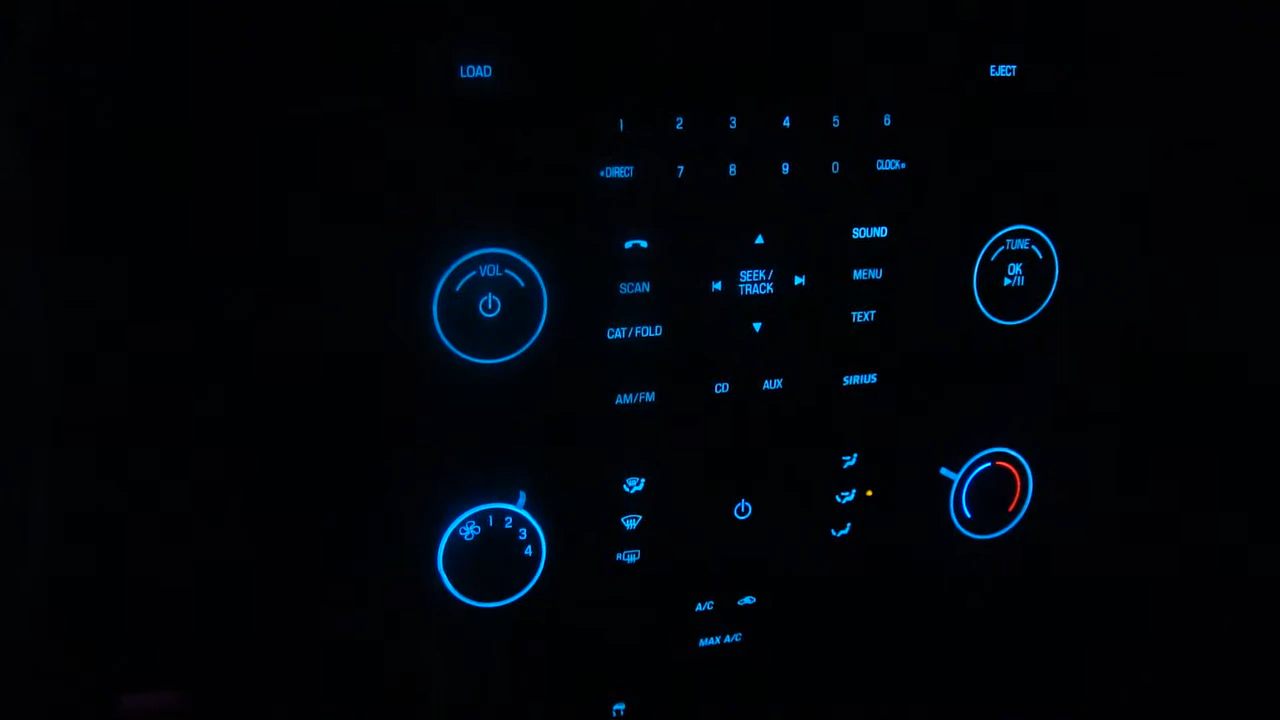 LOAD
EJECT
1 2 3 4 5 6
DIRECT 7 8 9 0 CLOCK
VOL
SEEK/
TRACK
SOUND
TUNE
OK
SCAN
MENU
CAT/FOLD
TEXT
AM/FM
CD
AUX
SIRIUS
1 2 3 4
R
A/C
MAX A/C